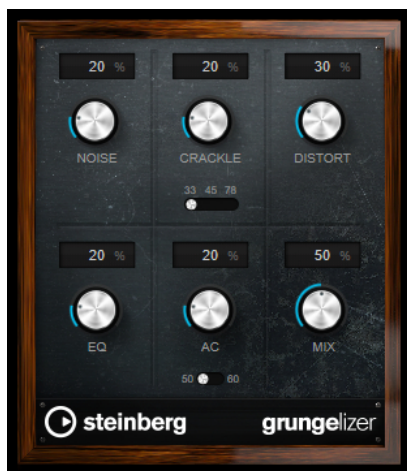 20 % 20 % 30 %
NOISE CRACKLE DISTORT
33 45 78
20 % 20 % 50 %
EQ AC MIX
50 60
steinberg grungelizer